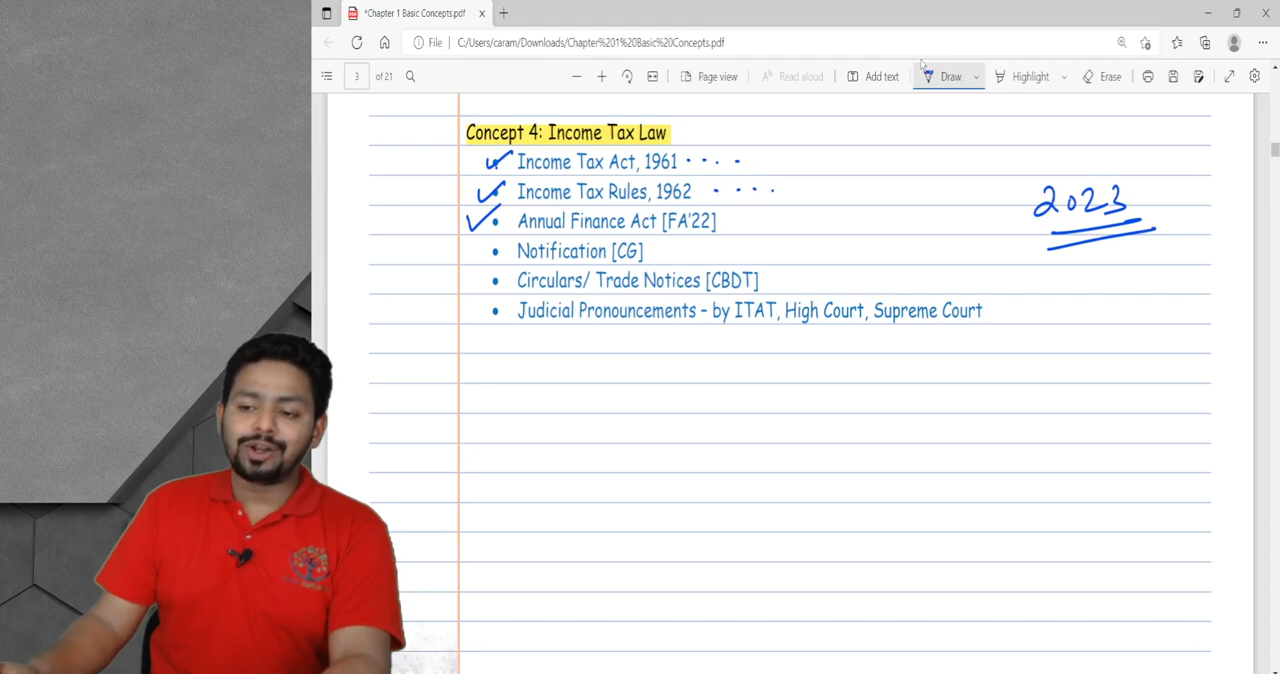 *Chapter 1 Basic Concepts.pdf
File C:/Users/caram/Downloads/Chapter%201%20Basic%20Concepts.pdf
3 of 21 Page view Read aloud Add text Draw Highlight Erase
Concept 4: Income Tax Law
• Income Tax Act, 1961
• Income Tax Rules, 1962
2023
• Annual Finance Act [FA'22]
• Notification [CG]
• Circulars/ Trade Notices [CBDT]
• Judicial Pronouncements – by ITAT, High Court, Supreme Court